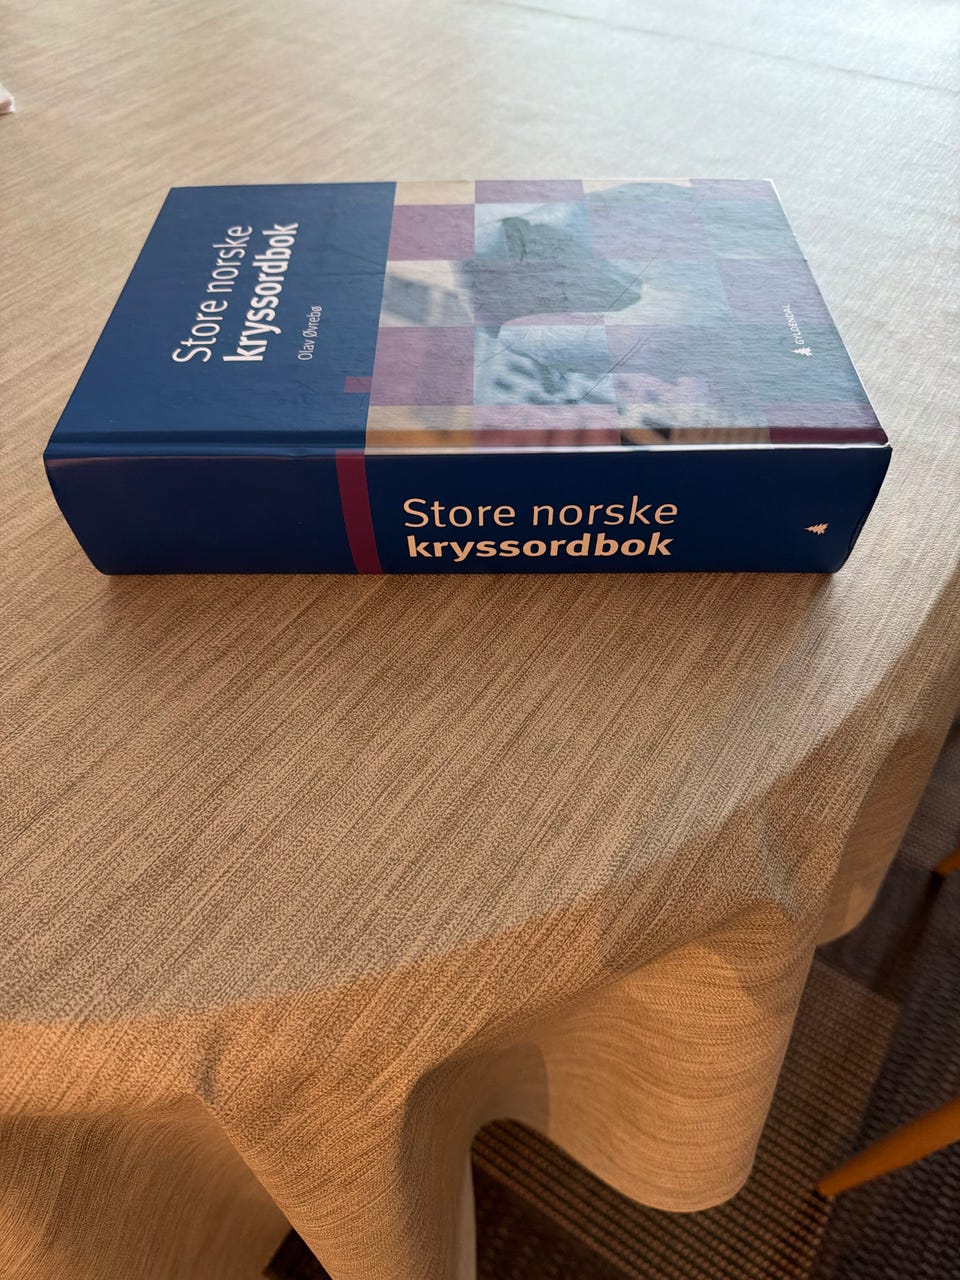 Store norske
kryssordbok
Olav Øvrebø
GYLDENDAL
Store norske
kryssordbok